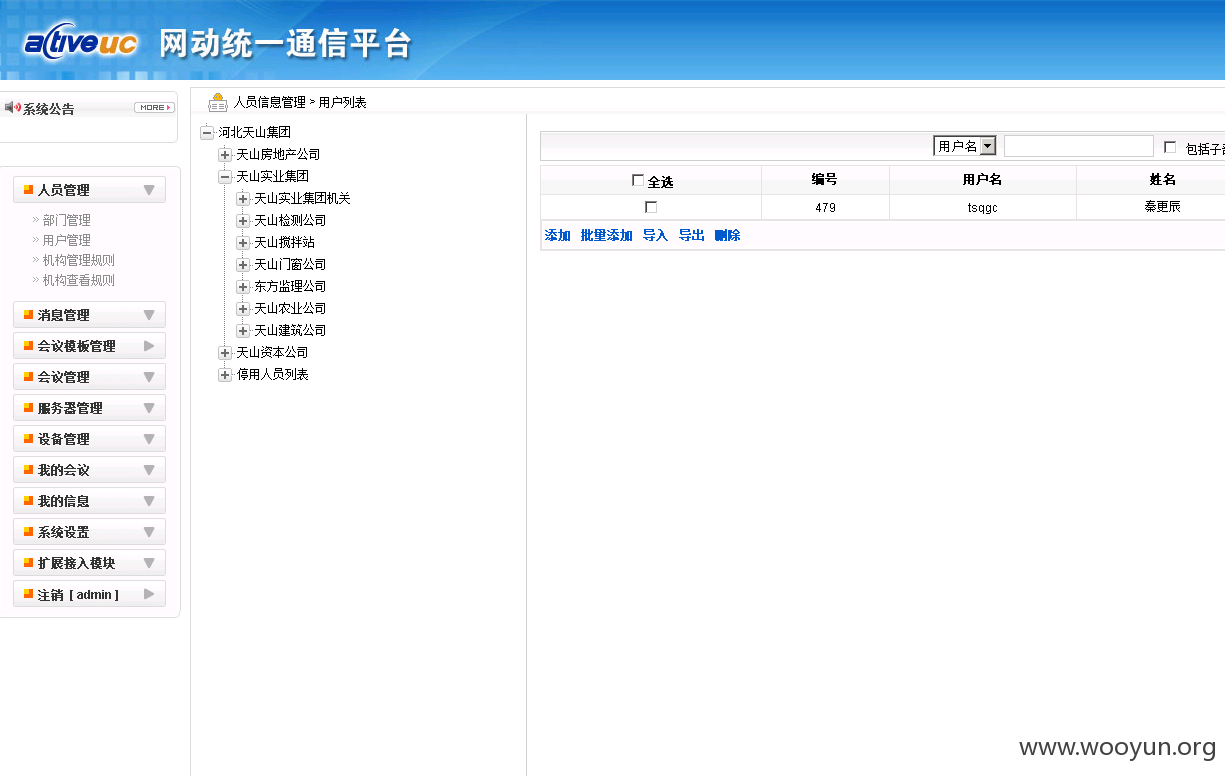 activeuc 网动统一通信平台
系统公告 MORE
人员管理
部门管理
用户管理
机构管理规则
机构查看规则
消息管理
会议模板管理
会议管理
服务器管理
设备管理
我的会议
我的信息
系统设置
扩展接入模块
注销 [ admin ]
人员信息管理 > 用户列表
河北天山集团
天山房地产公司
天山实业集团
天山实业集团机关
天山检测公司
天山搅拌站
天山门窗公司
东方监理公司
天山农业公司
天山建筑公司
天山资本公司
停用人员列表
用户名 包括子
全选 编号 用户名 姓名
479 tsqgc 秦更辰
添加 批量添加 导入 导出 删除
www.wooyun.org